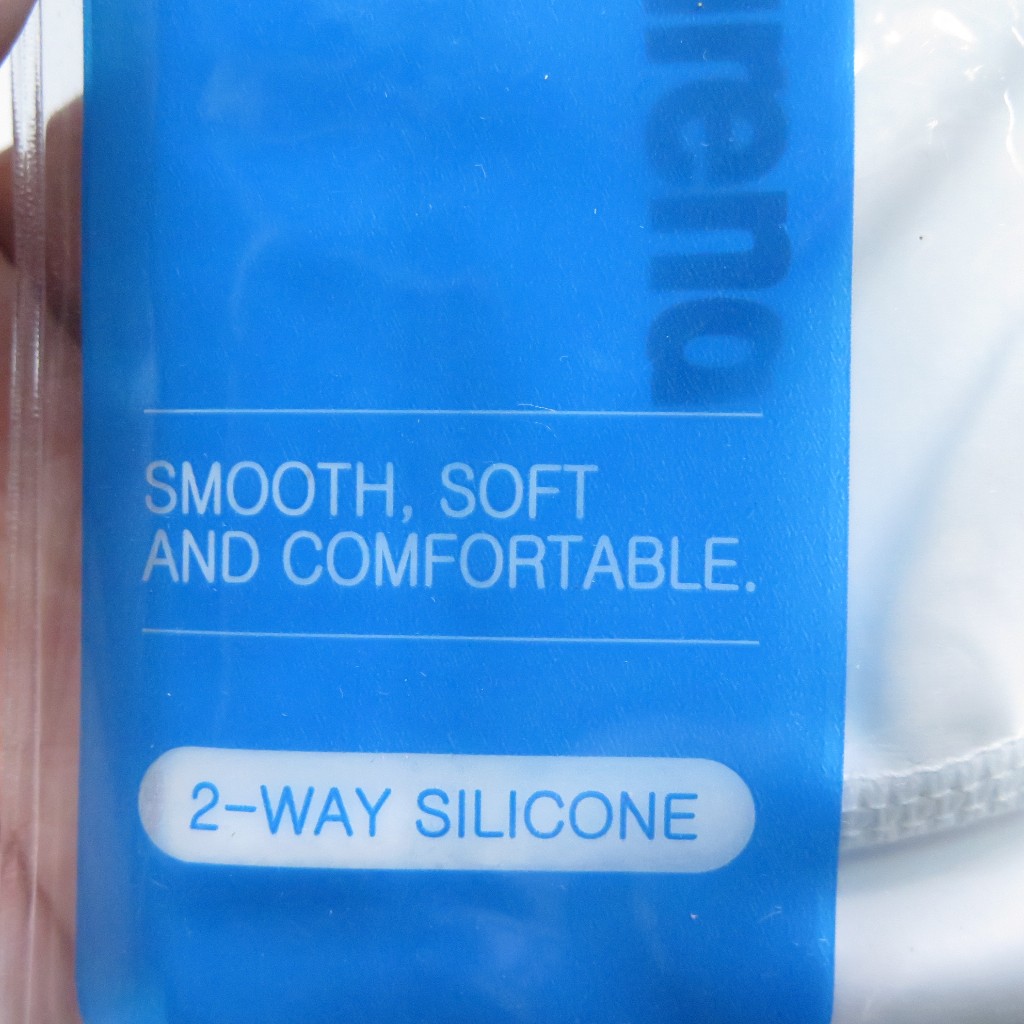 arena
SMOOTH, SOFT
AND COMFORTABLE.
2-WAY SILICONE